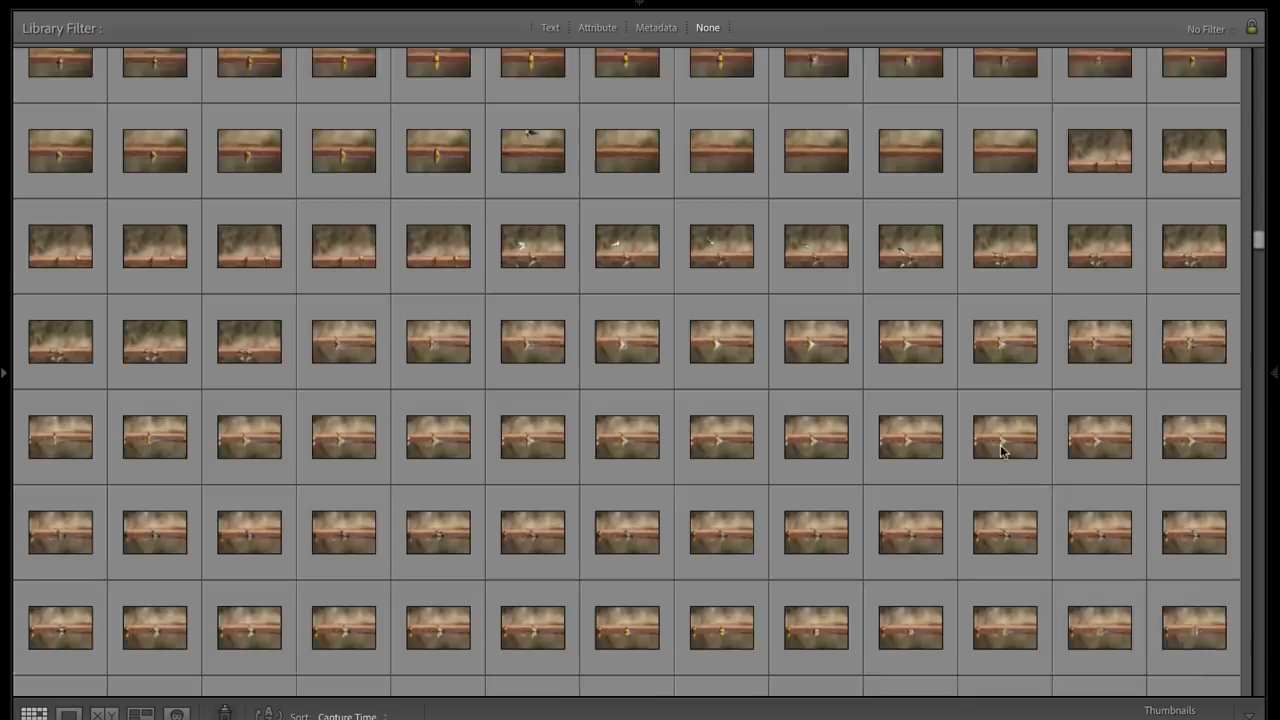 Library Filter :
Text Attribute Metadata None
No Filter
Sort: Capture Time
Thumbnails